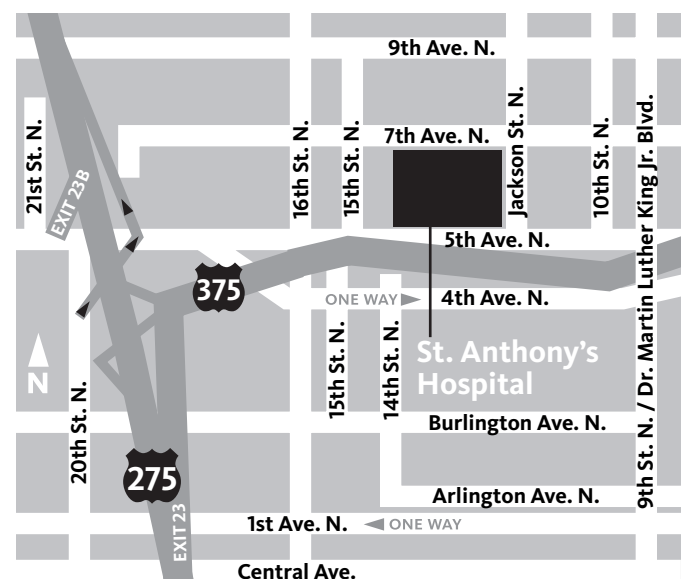 9th Ave. N.
7th Ave. N.
21st St. N.
EXIT 23B
16th St. N.
15th St. N.
Jackson St. N.
10th St. N.
9th St. N. / Dr. Martin Luther King Jr. Blvd.
5th Ave. N.
375
ONE WAY
4th Ave. N.
N
20th St. N.
15th St. N.
14th St. N.
St. Anthony’s
Hospital
Burlington Ave. N.
275
EXIT 23
Arlington Ave. N.
1st Ave. N.
ONE WAY
Central Ave.